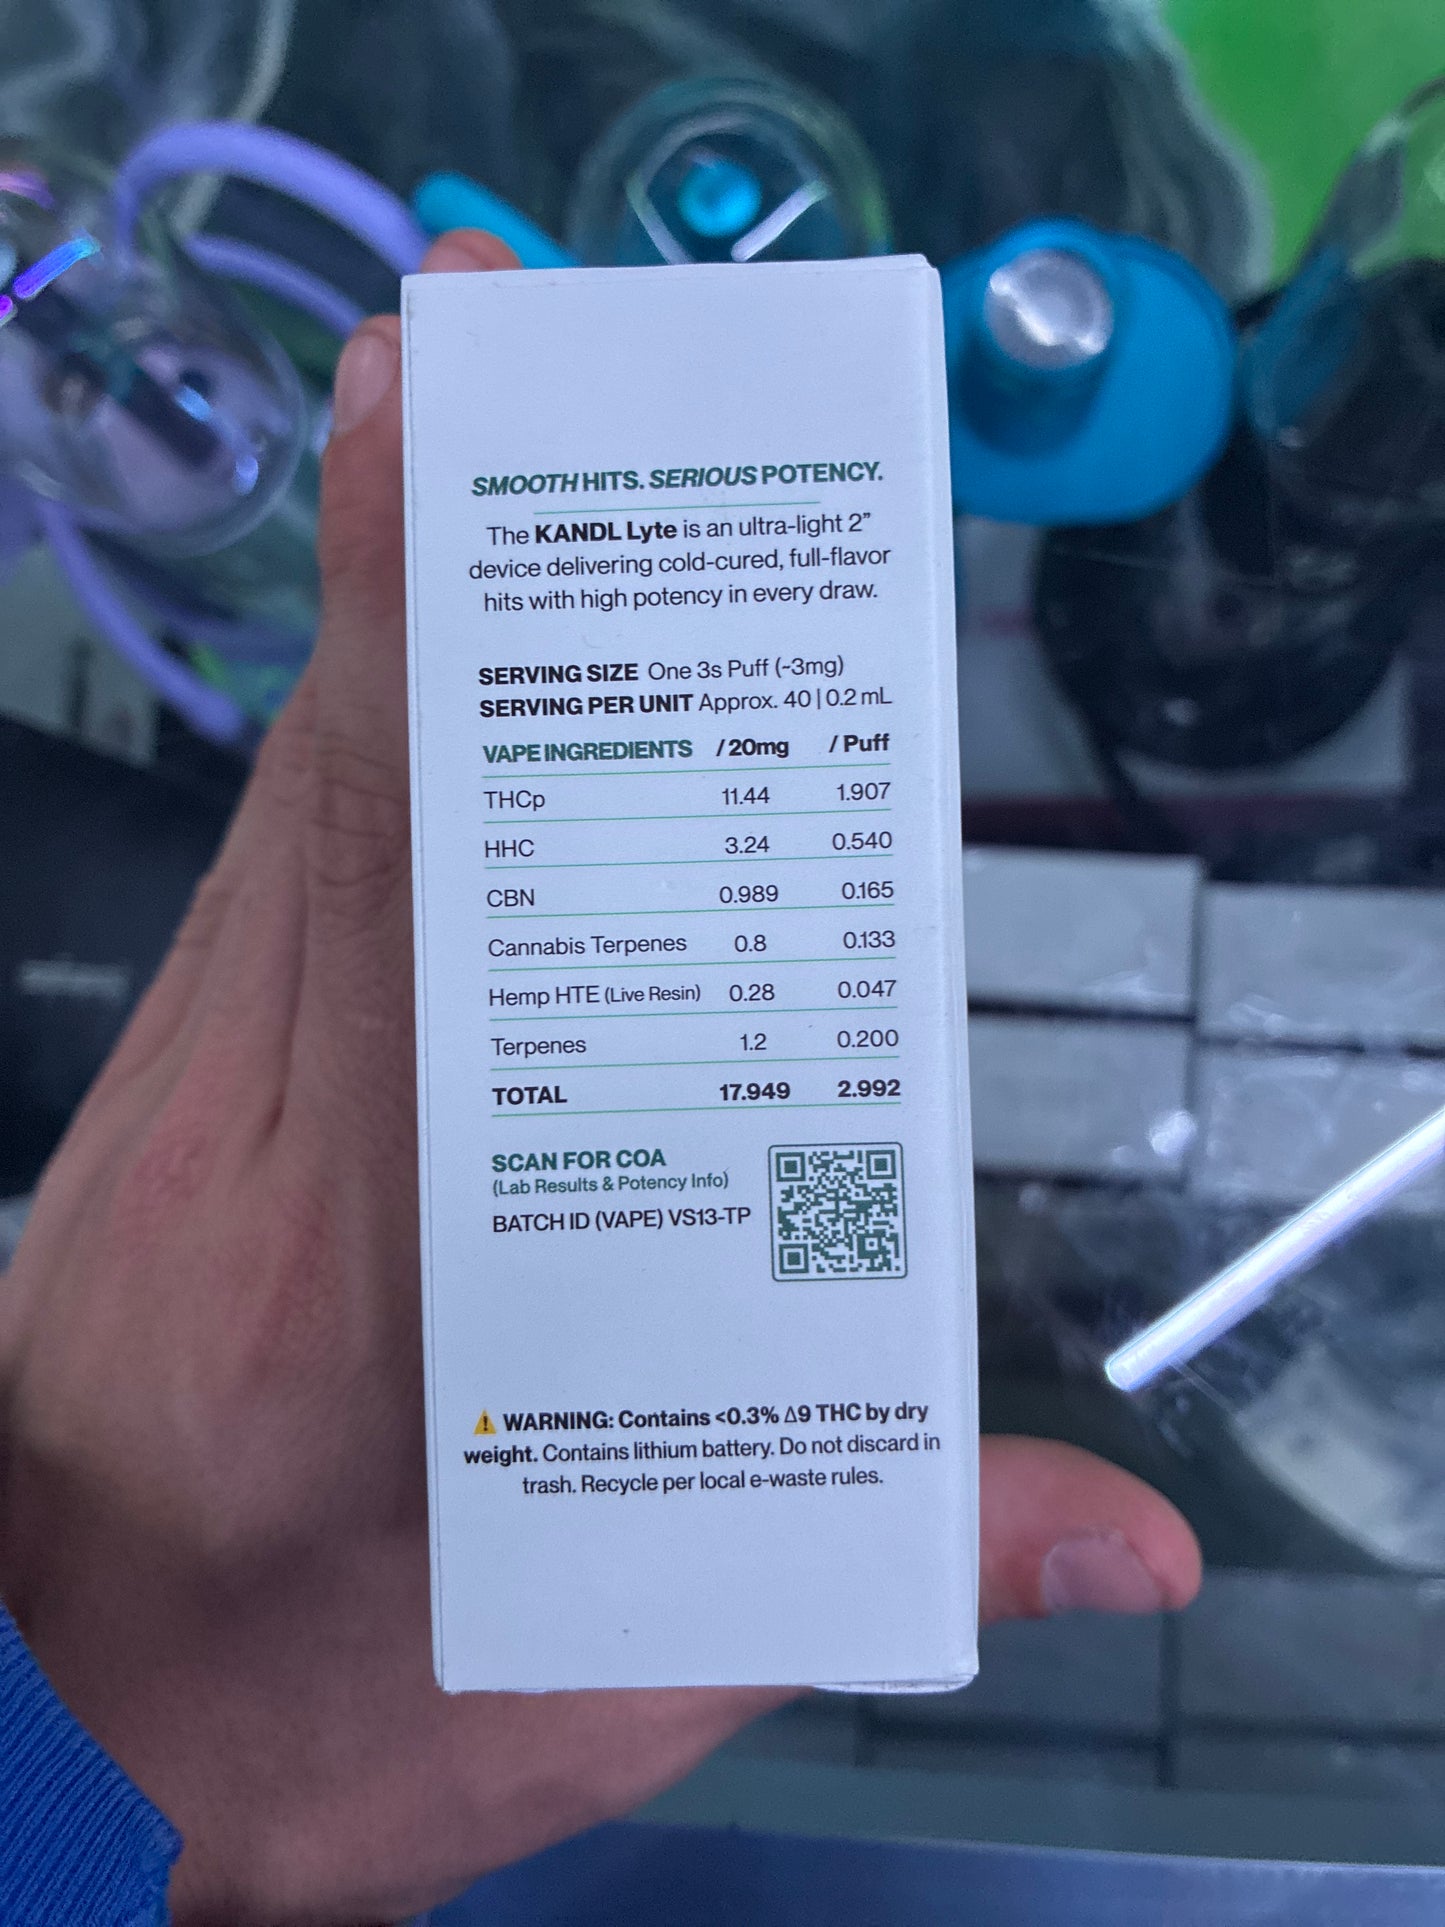 SMOOTH HITS. SERIOUS POTENCY.
The KANDL Lyte is an ultra-light 2”
device delivering cold-cured, full-flavor
hits with high potency in every draw.
SERVING SIZE One 3s Puff (~3mg)
SERVING PER UNIT Approx. 40 | 0.2 mL
VAPE INGREDIENTS / 20mg / Puff
THCp 11.44 1.907
HHC 3.24 0.540
CBN 0.989 0.165
Cannabis Terpenes 0.8 0.133
Hemp HTE (Live Resin) 0.28 0.047
Terpenes 1.2 0.200
TOTAL 17.949 2.992
SCAN FOR COA
(Lab Results & Potency Info)
BATCH ID (VAPE) VS13-TP
⚠ WARNING: Contains <0.3% Δ9 THC by dry
weight. Contains lithium battery. Do not discard in
trash. Recycle per local e-waste rules.